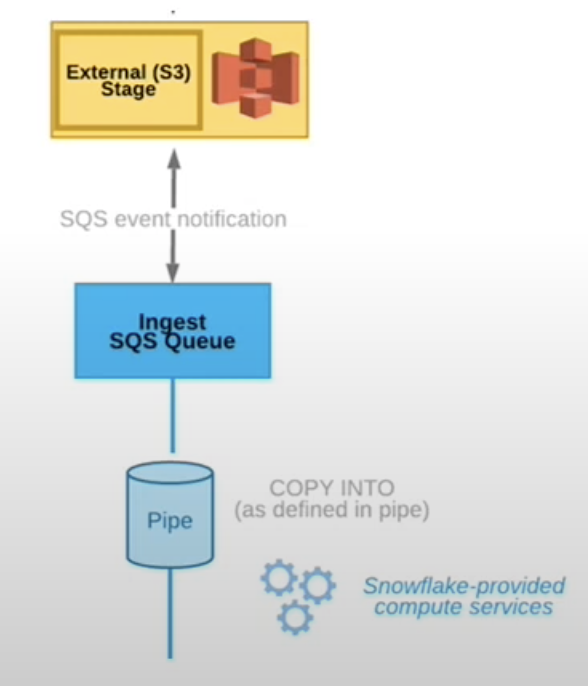 External (S3)
Stage
SQS event notification
Ingest
SQS Queue
Pipe
COPY INTO
(as defined in pipe)
Snowflake-provided
compute services